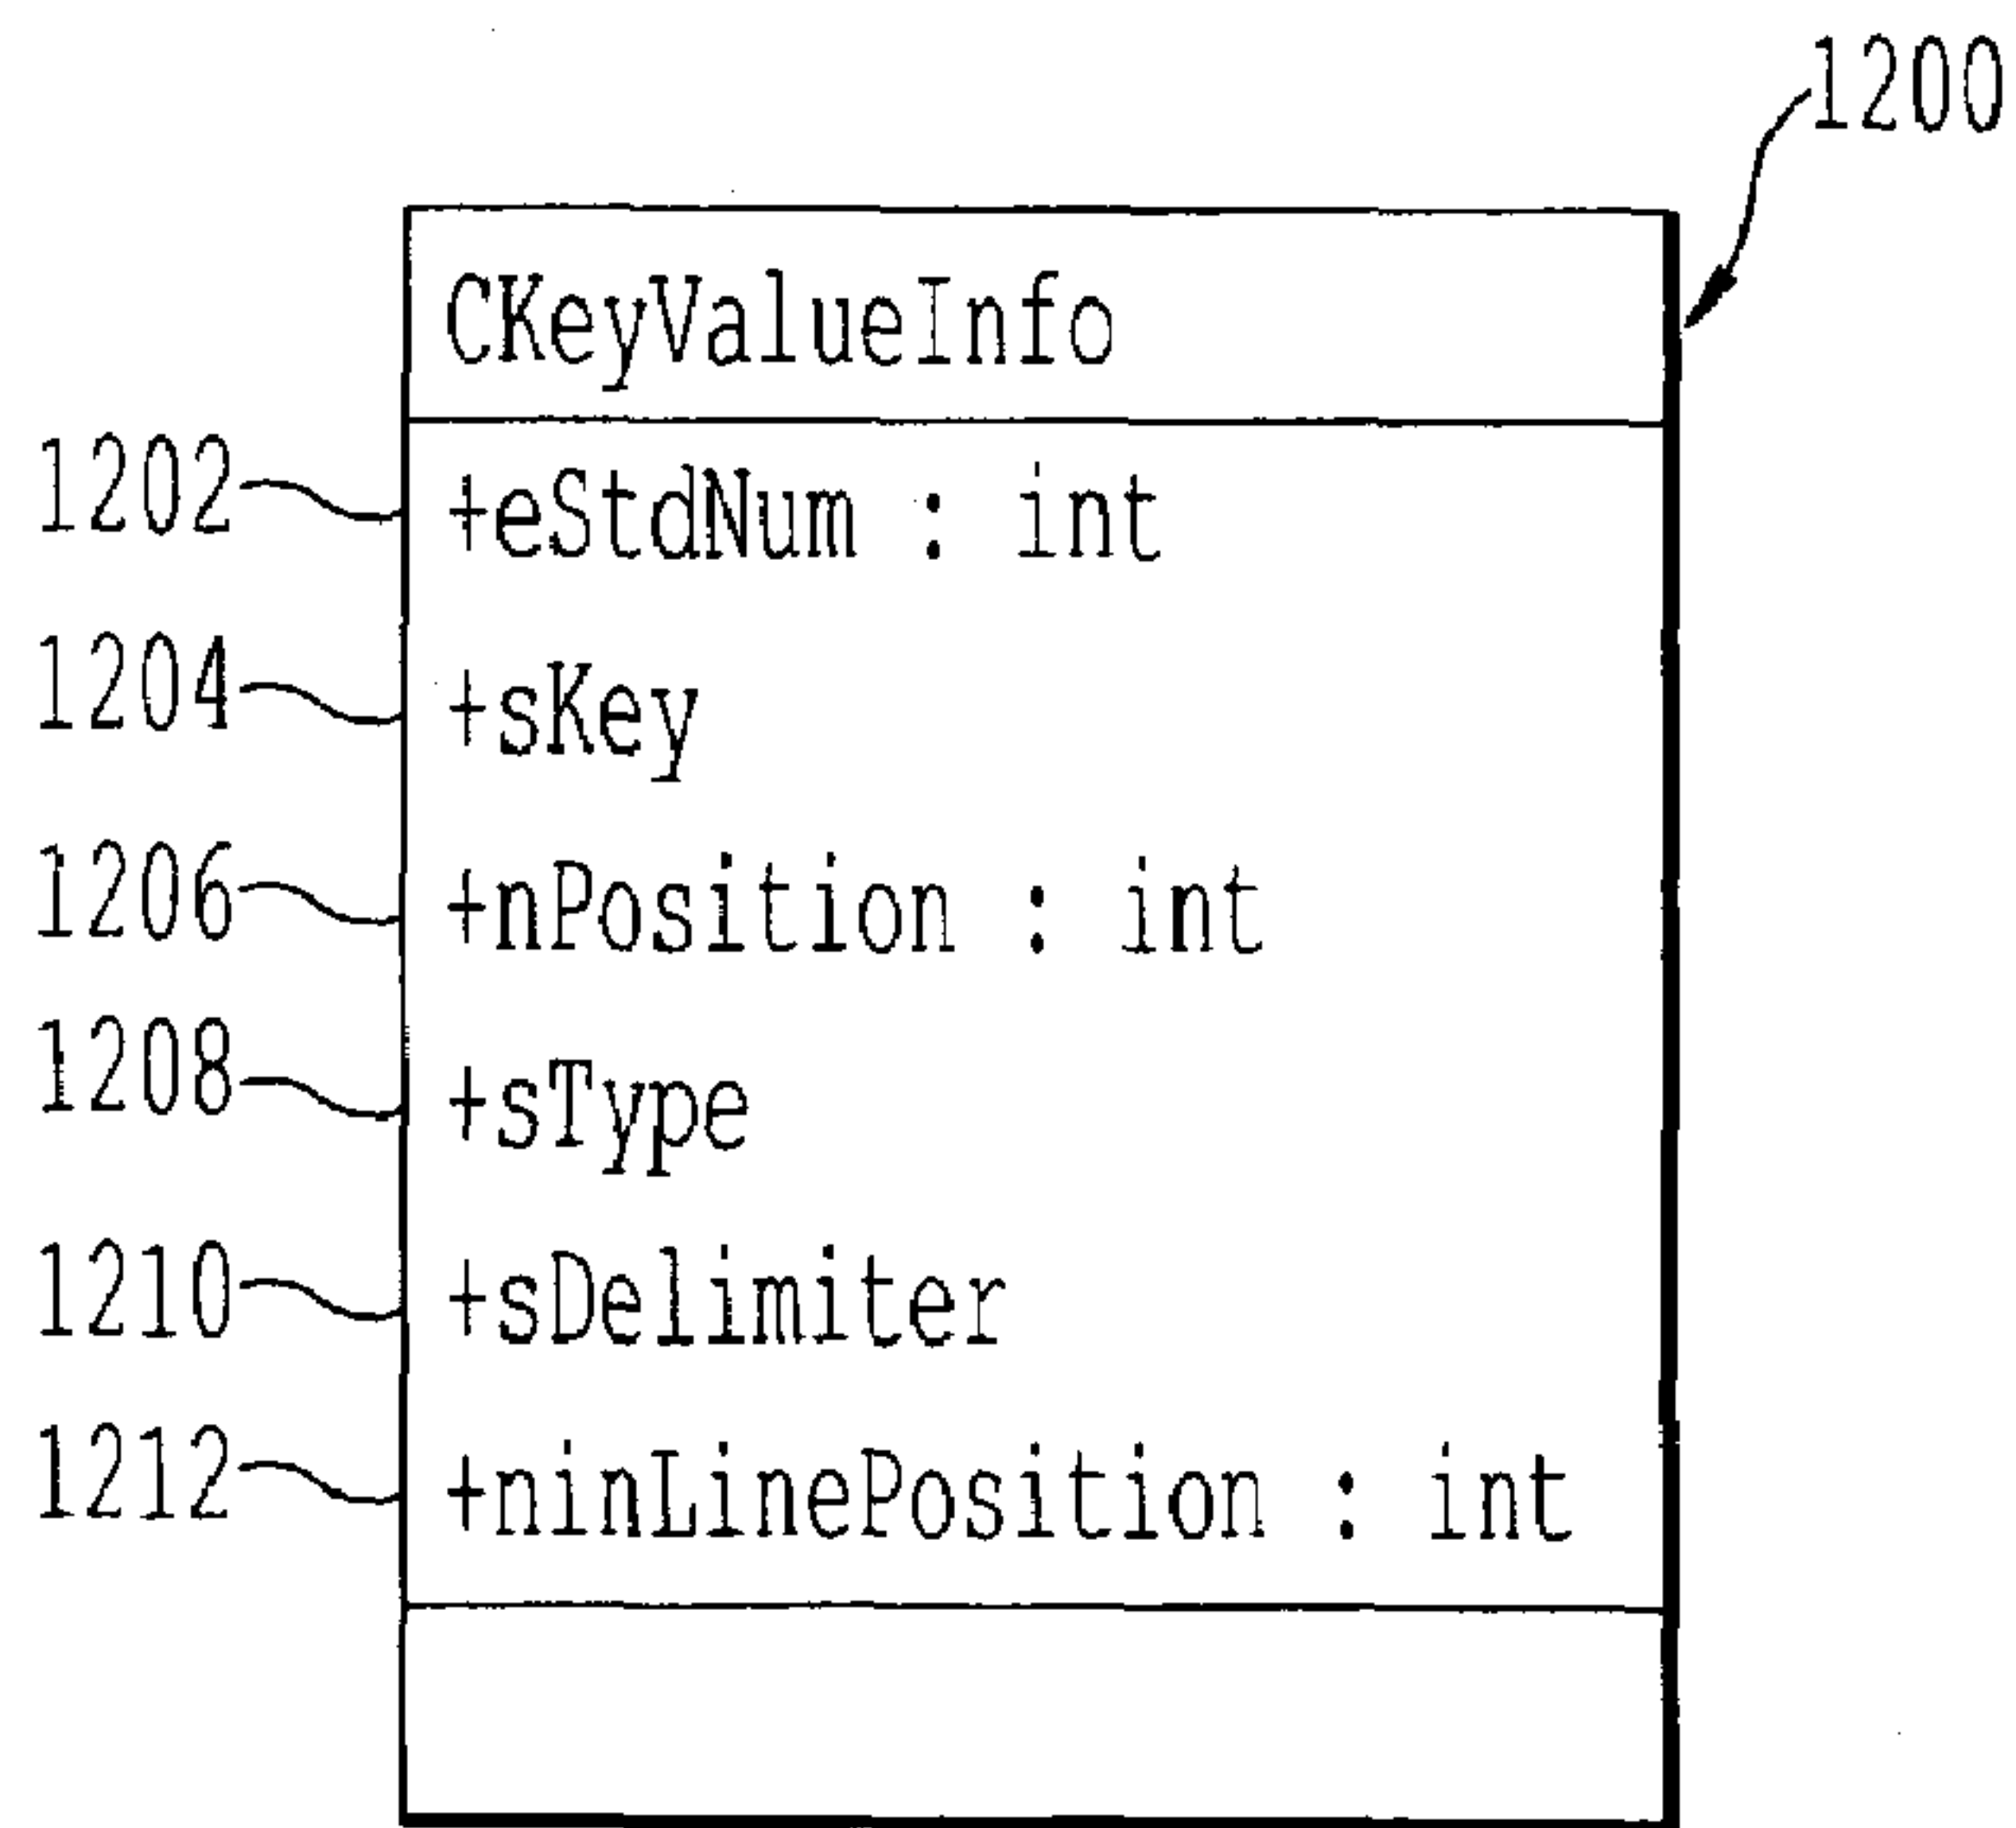 1200
CKeyValueInfo
1202 +eStdNum : int
1204 +sKey
1206 +nPosition : int
1208 +sType
1210 +sDelimiter
1212 +ninLinePosition : int